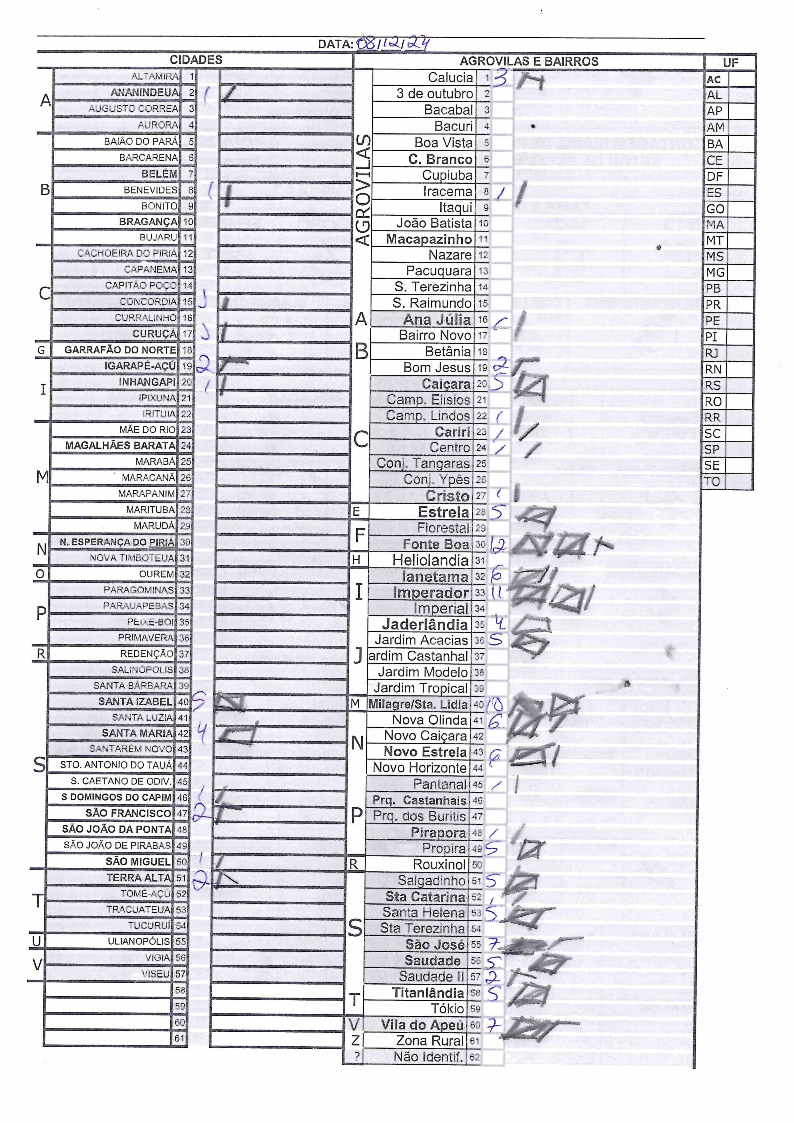 DATA: 08/12/24
CIDADES
A
ALTAMIRA 1
ANANINDEUA 2 1
AUGUSTO CORREA 3
AURORA 4
B
BAIÃO DO PARÁ 5
BARCARENA 6
BELÉM 7
BENEVIDES 8 1
BONITO 9
BRAGANÇA 10
BUJARU 11
C
CACHOEIRA DO PIRIA 12
CAPANEMA 13
CAPITÃO POÇO 14
CONCORDIA 15 1
CURRALINHO 16
CURUÇA 17 1
G
GARRAFÃO DO NORTE 18
I
IGARAPÉ-AÇÚ 19 2
INHANGAPI 20 1
IPIXUNA 21
IRITUIA 22
M
MÃE DO RIO 23
MAGALHÃES BARATA 24
MARABÁ 25
MARACANÃ 26
MARAPANIM 27
MARITUBA 28
MARUDÁ 29
N
N. ESPERANÇA DO PIRIÁ 30
NOVA TIMBOTEUA 31
O
OUREM 32
P
PARAGOMINAS 33
PARAUAPEBAS 34
PEIXE-BOI 35
PRIMAVERA 36
R
REDENÇÃO 37
S
SALINÓPOLIS 38
SANTA BÁRBARA 39
SANTA IZABEL 40 5
SANTA LUZIA 41
SANTA MARIA 42 4
SANTARÉM NOVO 43
STO. ANTONIO DO TAUÁ 44
S. CAETANO DE ODIV. 45
S DOMINGOS DO CAPIM 46 1
SÃO FRANCISCO 47 2
SÃO JOÃO DA PONTA 48
SÃO JOÃO DE PIRABAS 49
SÃO MIGUEL 50 1
T
TERRA ALTA 51 2
TOMÉ-AÇÚ 52
TRACUATEUA 53
TUCURUÍ 54
U
ULIANOPÓLIS 55
V
VIGIA 56
VISEU 57
58
59
60
61
AGROVILAS E BAIRROS
AGROVILAS
Calucia 1 3
3 de outubro 2
Bacabal 3
Bacuri 4
Boa Vista 5
C. Branco 6
Cupiuba 7
Iracema 8 1
Itaqui 9
João Batista 10
Macapazinho 11
Nazare 12
Pacuquara 13
S. Terezinha 14
S. Raimundo 15
A
Ana Júlia 16 1
B
Bairro Novo 17
Betânia 18
Bom Jesus 19 2
C
Caiçara 20 5
Camp. Elisios 21
Camp. Lindos 22 1
Cariri 23 1
Centro 24 1
Conj. Tangaras 25
Conj. Ypês 26
Cristo 27 1
E
Estrela 28 5
F
Florestal 29
Fonte Boa 30 12
H
Heliolandia 31
I
Ianetama 32 6
Imperador 33 11
Imperial 34
J
Jaderlândia 35 4
Jardim Acacias 36 5
ardim Castanhal 37
Jardim Modelo 38
Jardim Tropical 39
M
Milagre/Sta. Lidia 40 10
N
Nova Olinda 41 6
Novo Caiçara 42
Novo Estrela 43 6
Novo Horizonte 44
P
Pantanal 45 1
Prq. Castanhais 46
Prq. dos Buritis 47
Pirapora 48 1
Propira 49 5
R
Rouxinol 50
S
Salgadinho 51 5
Sta Catarina 52 1
Santa Helena 53 5
Sta Terezinha 54
São José 55 7
Saudade 56 5
Saudade II 57 2
T
Titanlândia 58 5
Tókio 59
V
Vila do Apeú 60 7
Z
Zona Rural 61
?
Não Identif. 62
UF
AC
AL
AP
AM
BA
CE
DF
ES
GO
MA
MT
MS
MG
PB
PR
PE
PI
RJ
RN
RS
RO
RR
SC
SP
SE
TO